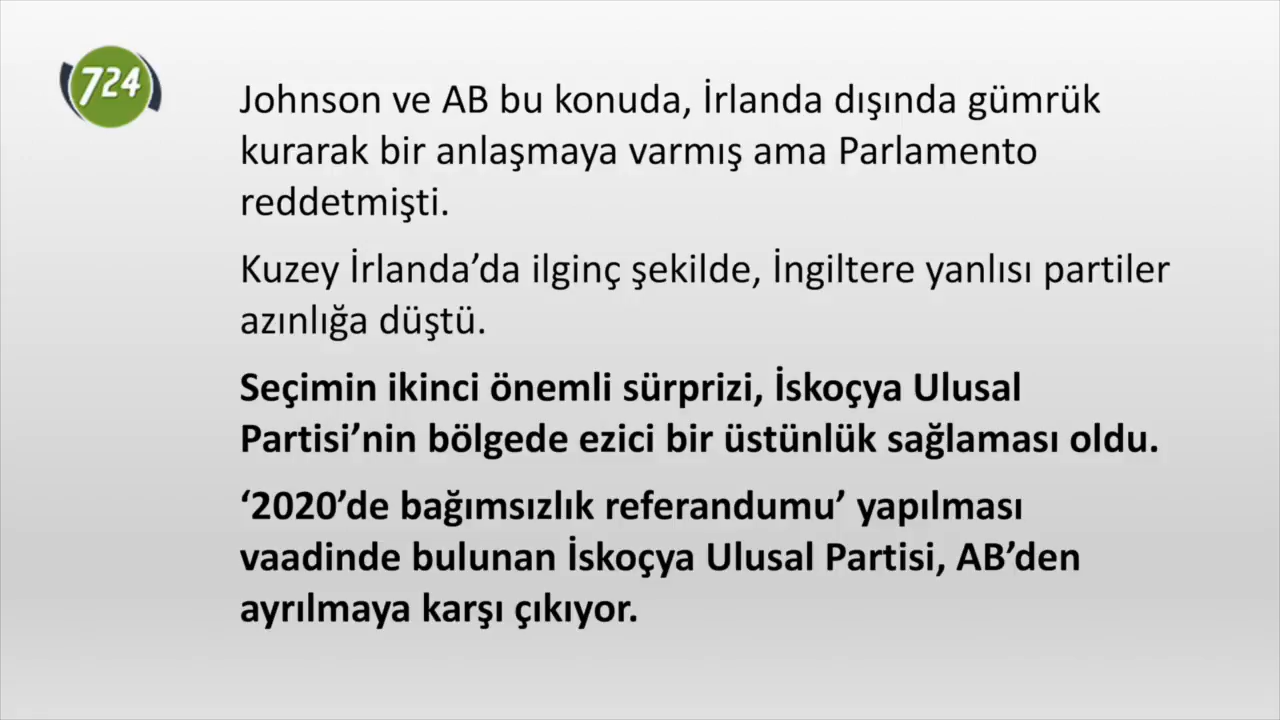 724
Johnson ve AB bu konuda, İrlanda dışında gümrük
kurarak bir anlaşmaya varmış ama Parlamento
reddetmişti.
Kuzey İrlanda’da ilginç şekilde, İngiltere yanlısı partiler
azınlığa düştü.
Seçimin ikinci önemli sürprizi, İskoçya Ulusal
Partisi’nin bölgede ezici bir üstünlük sağlaması oldu.
‘2020’de bağımsızlık referandumu’ yapılması
vaadinde bulunan İskoçya Ulusal Partisi, AB’den
ayrılmaya karşı çıkıyor.